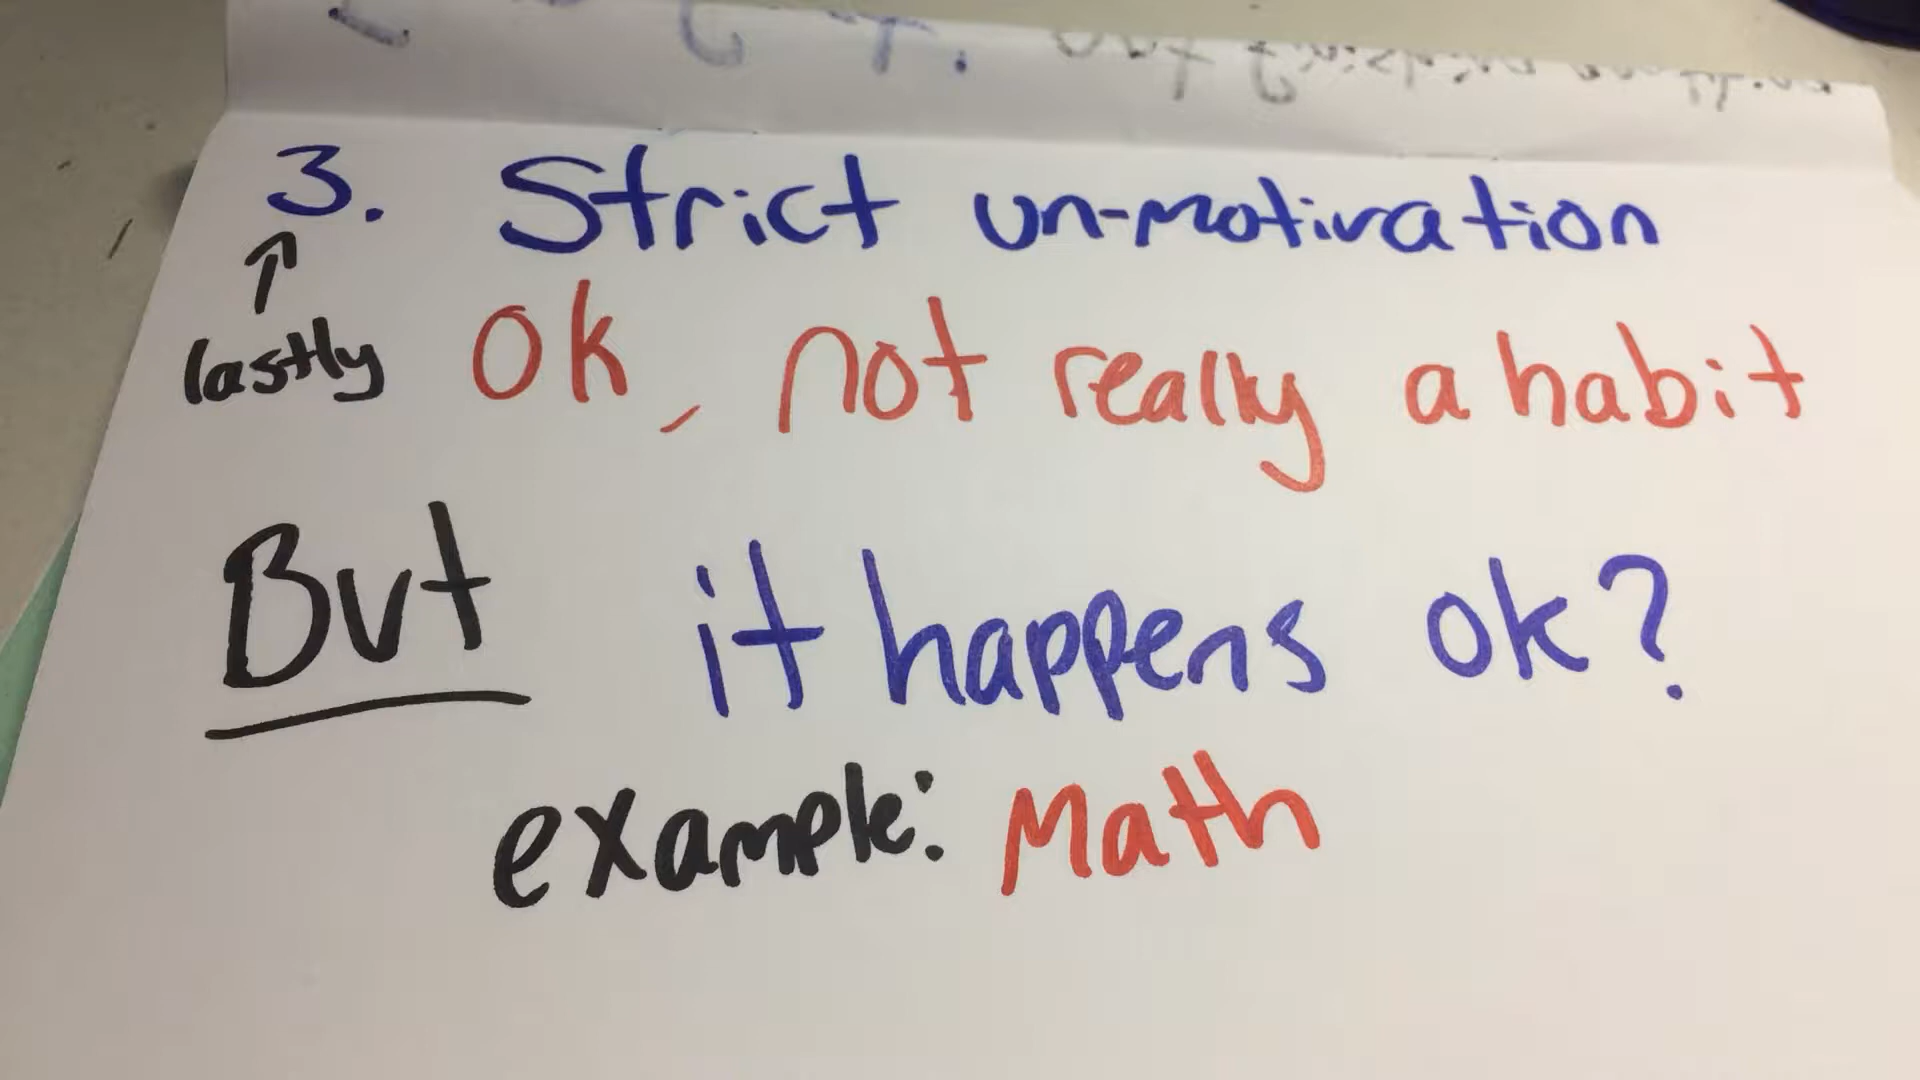 3. Strict un-motivation
↑
lastly Ok, not really a habit
But it happens ok?
example: Math